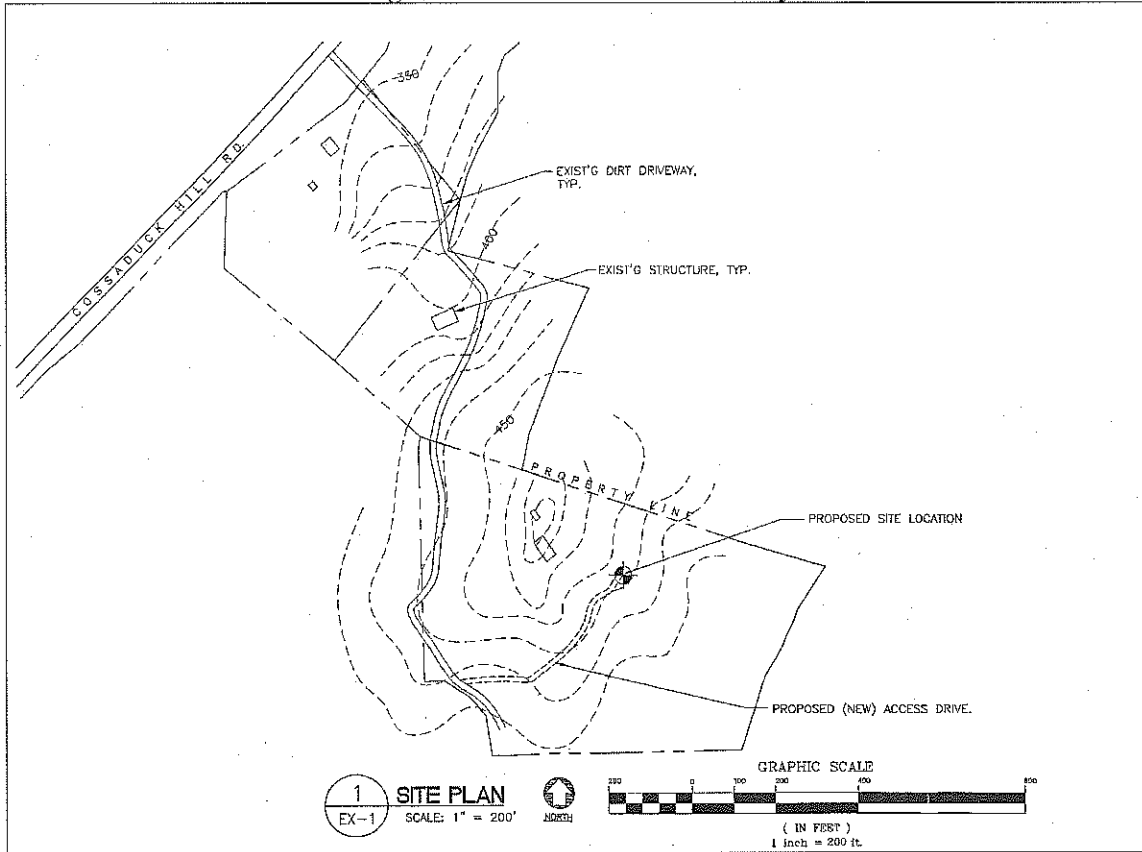 350
COSSADUCK HILL RD.
EXIST'G DIRT DRIVEWAY,
TYP.
400
EXIST'G STRUCTURE, TYP.
450
PROPERTY LINE
PROPOSED SITE LOCATION
PROPOSED (NEW) ACCESS DRIVE.
1
EX-1
SITE PLAN
SCALE: 1" = 200'
NORTH
GRAPHIC SCALE
200 0 100 200 400 800
( IN FEET )
1 inch = 200 ft.